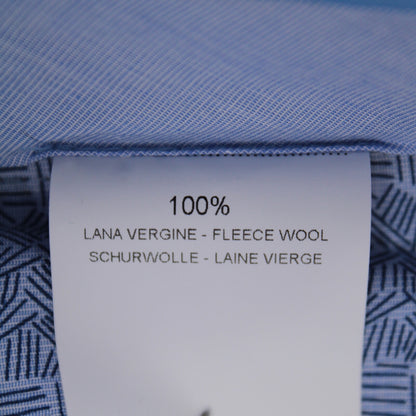 100%
LANA VERGINE - FLEECE WOOL
SCHURWOLLE - LAINE VIERGE